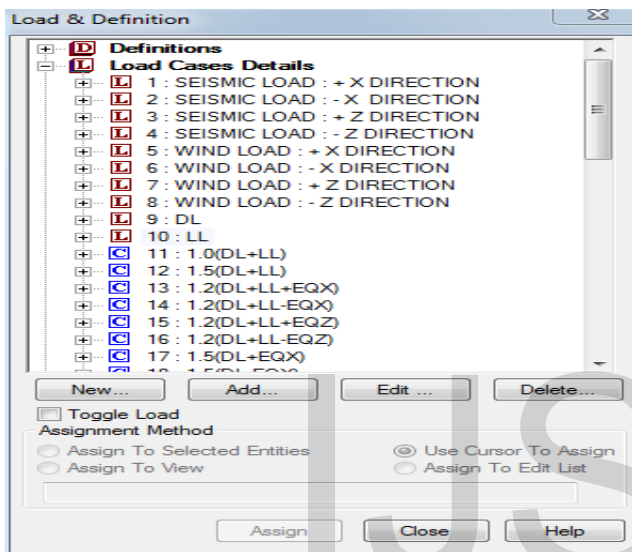 Load & Definition
D Definitions
L Load Cases Details
L 1 : SEISMIC LOAD : + X DIRECTION
L 2 : SEISMIC LOAD : - X DIRECTION
L 3 : SEISMIC LOAD : + Z DIRECTION
L 4 : SEISMIC LOAD : - Z DIRECTION
L 5 : WIND LOAD : + X DIRECTION
L 6 : WIND LOAD : - X DIRECTION
L 7 : WIND LOAD : + Z DIRECTION
L 8 : WIND LOAD : - Z DIRECTION
L 9 : DL
L 10 : LL
C 11 : 1.0(DL+LL)
C 12 : 1.5(DL+LL)
C 13 : 1.2(DL+LL+EQX)
C 14 : 1.2(DL+LL-EQX)
C 15 : 1.2(DL+LL+EQZ)
C 16 : 1.2(DL+LL-EQZ)
C 17 : 1.5(DL+EQX)
New... Add... Edit ... Delete...
Toggle Load
Assignment Method
Assign To Selected Entities Use Cursor To Assign
Assign To View Assign To Edit List
Assign Close Help